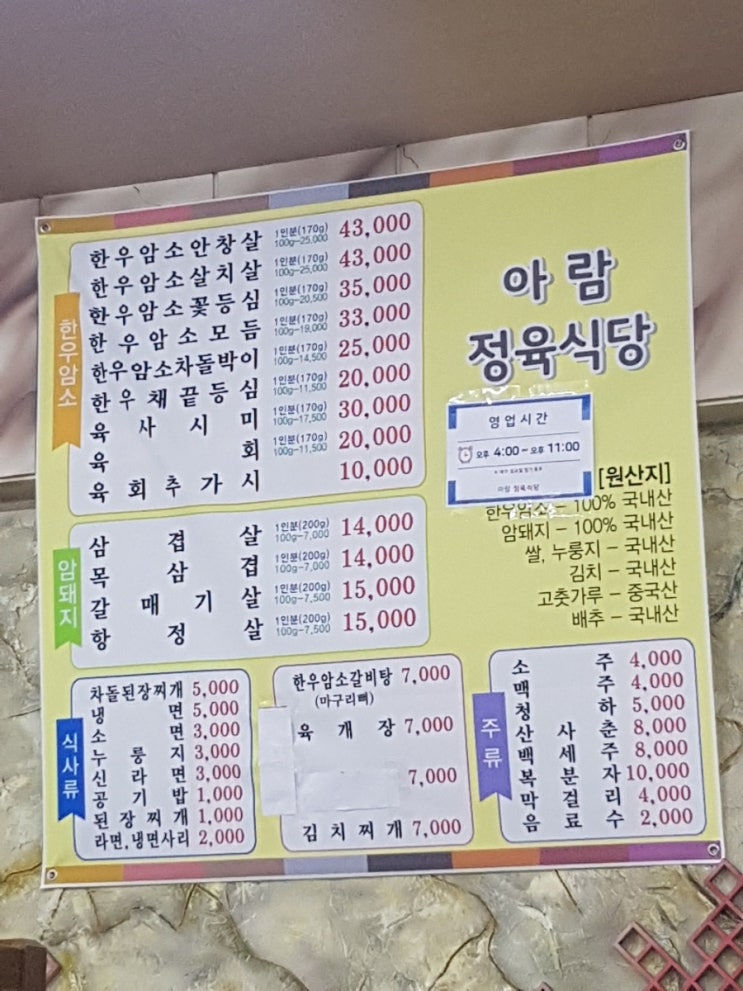 아람
정육식당
영업시간
오후 4:00 ~ 오후 11:00
아람 정육식당
[원산지]
한우암소 - 100% 국내산
암돼지 - 100% 국내산
쌀, 누룽지 - 국내산
김치 - 국내산
고춧가루 - 중국산
배추 - 국내산
한우암소
한우암소안창살 1인분(170g) 100g-25,000 43,000
한우암소살치살 1인분(170g) 100g-25,000 43,000
한우암소꽃등심 1인분(170g) 100g-20,500 35,000
한우암소모듬 1인분(170g) 100g-19,000 33,000
한우암소차돌박이 1인분(170g) 100g-14,500 25,000
한우채끝등심 1인분(170g) 100g-11,500 20,000
육사시미 1인분(170g) 100g-17,500 30,000
육회 1인분(170g) 100g-11,500 20,000
육회추가시 10,000
암돼지
삼겹살 1인분(200g) 100g-7,000 14,000
목삼겹 1인분(200g) 100g-7,000 14,000
갈매기살 1인분(200g) 100g-7,500 15,000
항정살 1인분(200g) 100g-7,500 15,000
식사류
차돌된장찌개 5,000
냉면 5,000
소면 3,000
누룽지 3,000
신라면 3,000
공기밥 1,000
된장찌개 1,000
라면,냉면사리 2,000
한우암소갈비탕 7,000
(마구리뼈)
육개장 7,000
7,000
김치찌개 7,000
주류
소주 4,000
맥주 4,000
청하 5,000
산사춘 8,000
백세주 8,000
복분자 10,000
막걸리 4,000
음료수 2,000